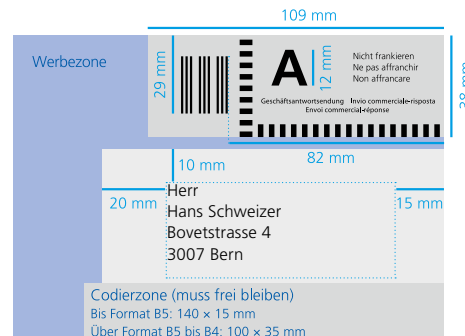 109 mm
Werbezone
29 mm
A
12 mm
Nicht frankieren
Ne pas affranchir
Non affrancare
Geschäftsantwortsendung Invio commerciale-risposta
Envoi commercial-réponse
82 mm
10 mm
20 mm
15 mm
Herr
Hans Schweizer
Bovetstrasse 4
3007 Bern
Codierzone (muss frei bleiben)
Bis Format B5: 140 × 15 mm
Über Format B5 bis B4: 100 × 35 mm